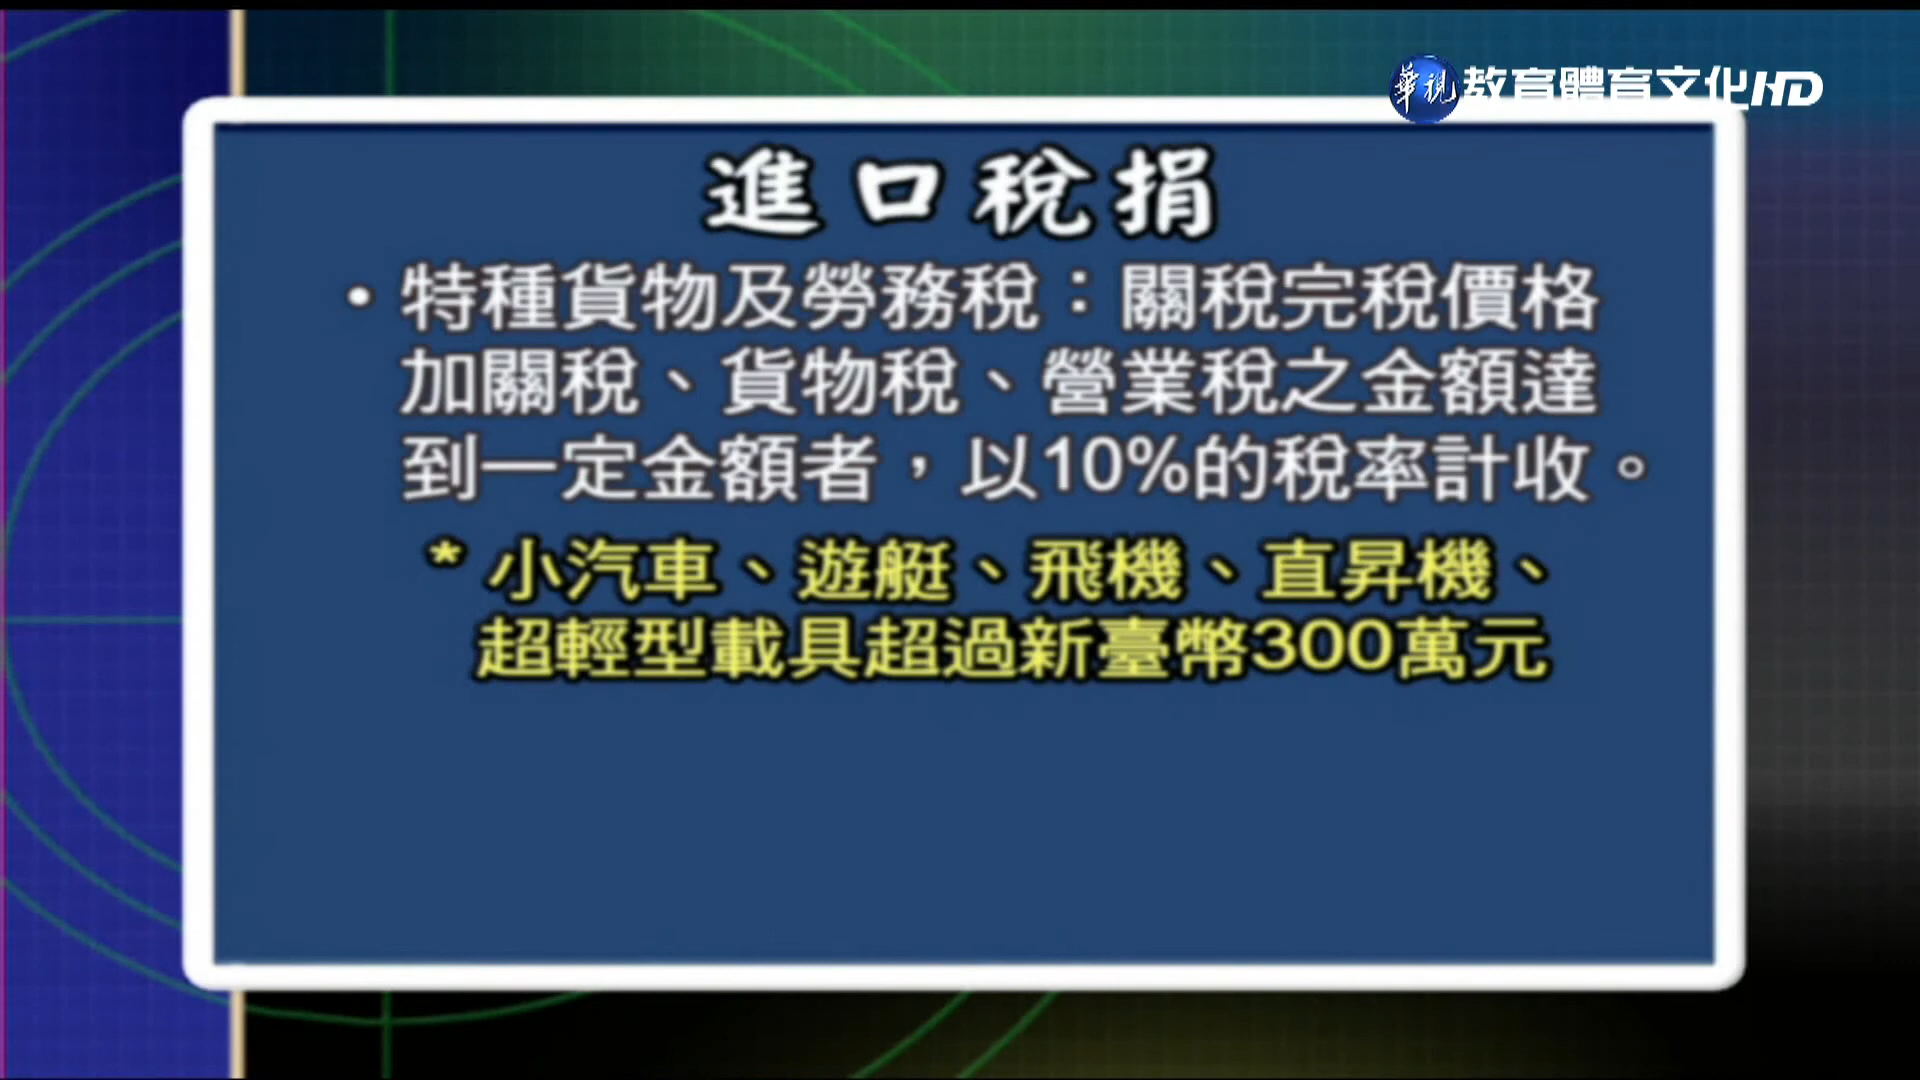 華視 教育體育文化HD
進口稅捐
・特種貨物及勞務稅：關稅完稅價格
加關稅、貨物稅、營業稅之金額達
到一定金額者，以10%的稅率計收。
* 小汽車、遊艇、飛機、直昇機、
超輕型載具超過新臺幣300萬元